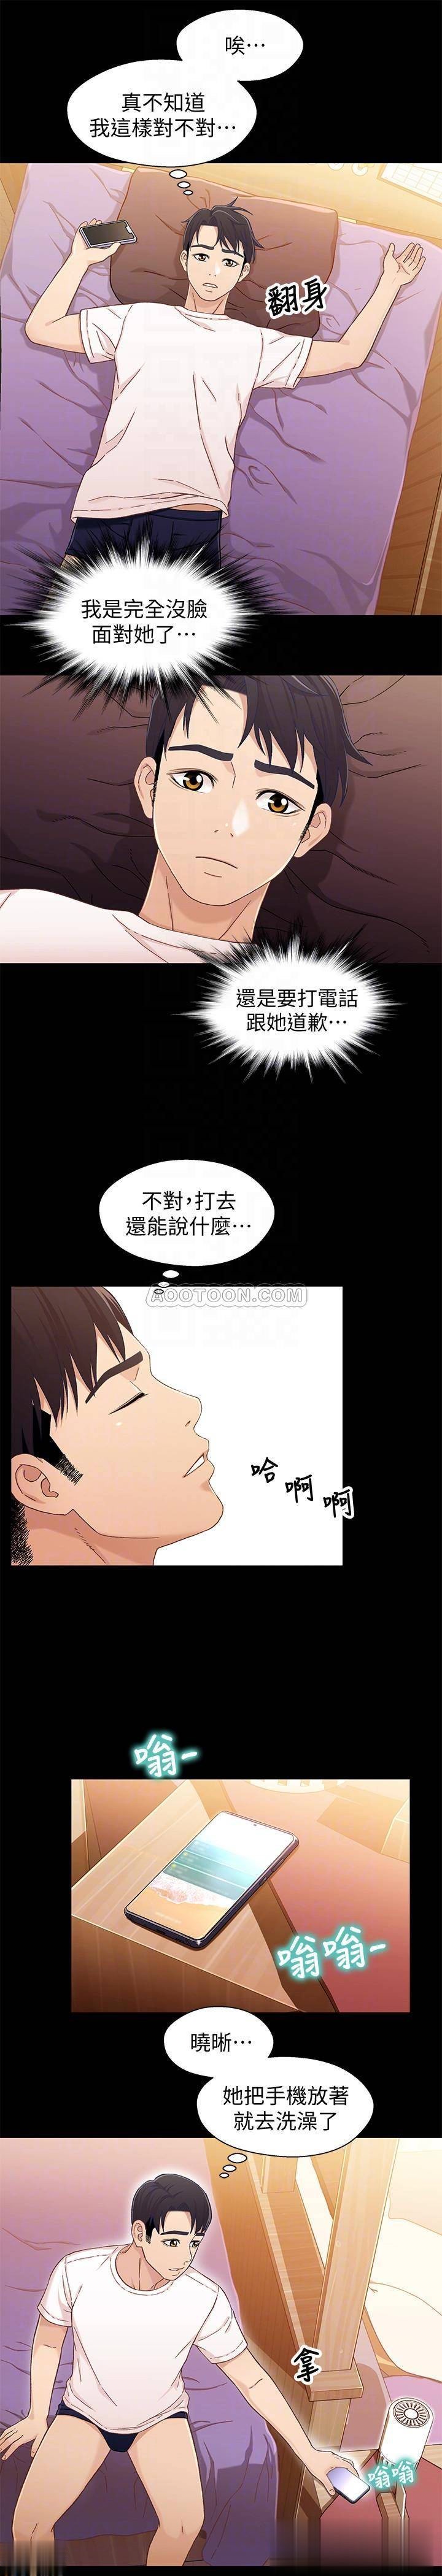 唉⋯
真不知道
我這樣對不對⋯
翻身
我是完全沒臉
面對她了⋯
還是要打電話
跟她道歉⋯
不對，打去
還能說什麼⋯
AOOTOON.COM
哈
啊
啊
嗡-
嗡嗡-
曉晰⋯
她把手機放著
就去洗澡了
拿
嗡嗡